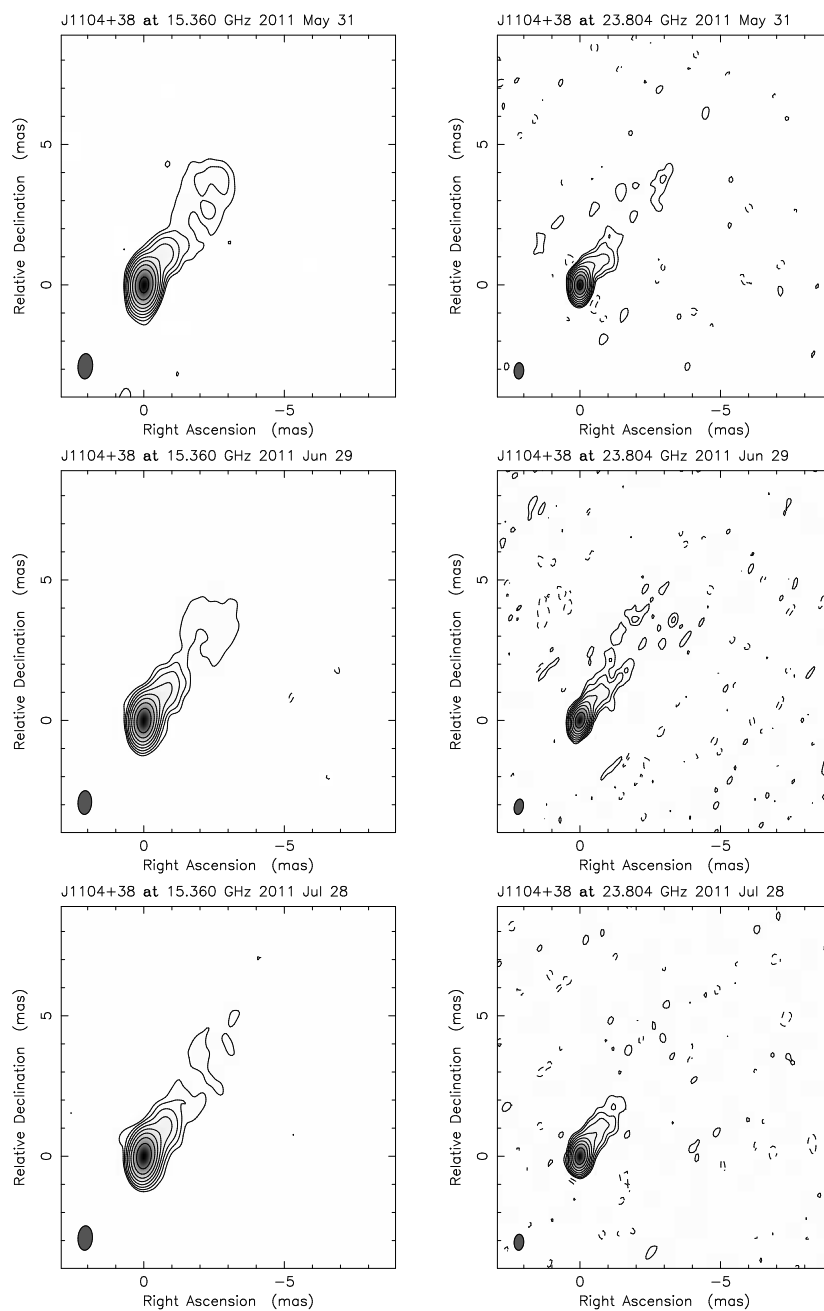 J1104+38 at 15.360 GHz 2011 May 31
J1104+38 at 23.804 GHz 2011 May 31
Relative Declination (mas)
5
0
0
−5
Right Ascension (mas)
Relative Declination (mas)
5
0
0
−5
Right Ascension (mas)
J1104+38 at 15.360 GHz 2011 Jun 29
J1104+38 at 23.804 GHz 2011 Jun 29
Relative Declination (mas)
5
0
0
−5
Right Ascension (mas)
Relative Declination (mas)
5
0
0
−5
Right Ascension (mas)
J1104+38 at 15.360 GHz 2011 Jul 28
J1104+38 at 23.804 GHz 2011 Jul 28
Relative Declination (mas)
5
0
0
−5
Right Ascension (mas)
Relative Declination (mas)
5
0
0
−5
Right Ascension (mas)